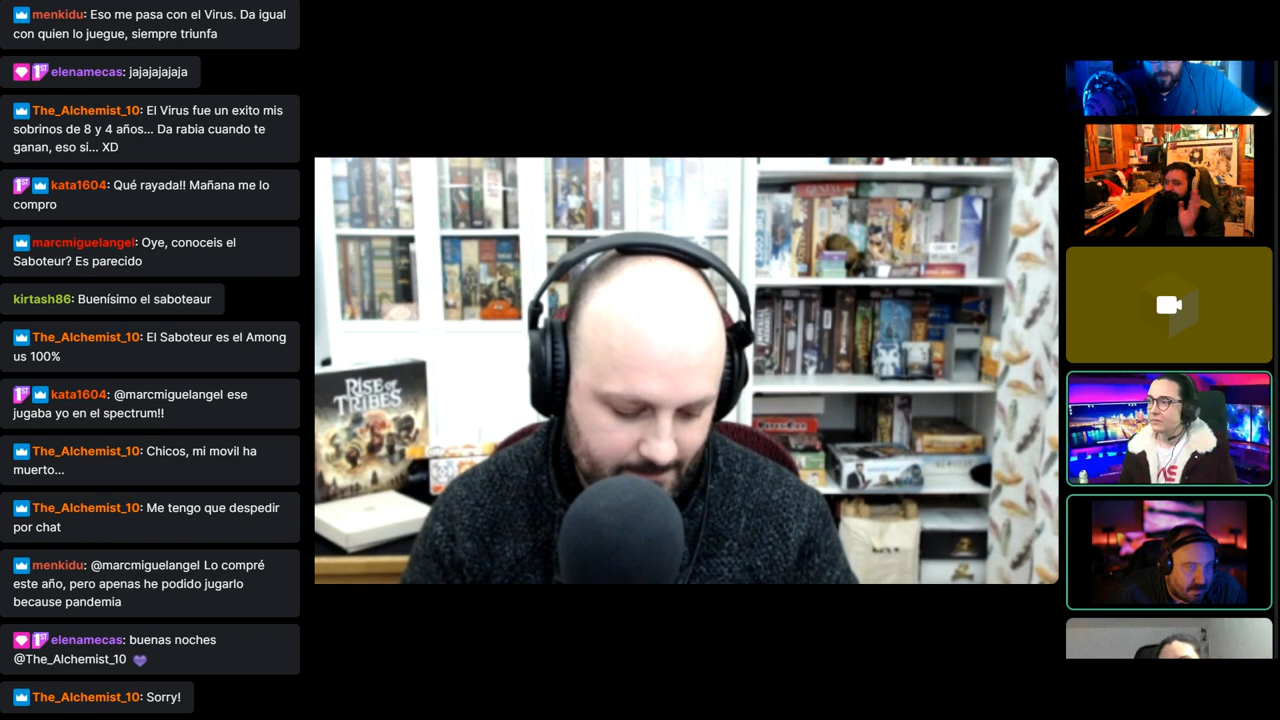 menkidu: Eso me pasa con el Virus. Da igual
con quien lo juegue, siempre triunfa
1ST elenamecas: jajajajajaja
The_Alchemist_10: El Virus fue un exito mis
sobrinos de 8 y 4 años... Da rabia cuando te
ganan, eso si... XD
1ST kata1604: Qué rayada!! Mañana me lo
compro
marcmiguelangel: Oye, conoceis el
Saboteur? Es parecido
kirtash86: Buenísimo el saboteaur
The_Alchemist_10: El Saboteur es el Among
us 100%
1ST kata1604: @marcmiguelangel ese
jugaba yo en el spectrum!!
The_Alchemist_10: Chicos, mi movil ha
muerto...
The_Alchemist_10: Me tengo que despedir
por chat
menkidu: @marcmiguelangel Lo compré
este año, pero apenas he podido jugarlo
because pandemia
1ST elenamecas: buenas noches
@The_Alchemist_10
The_Alchemist_10: Sorry!
RISE OF
TRIBES